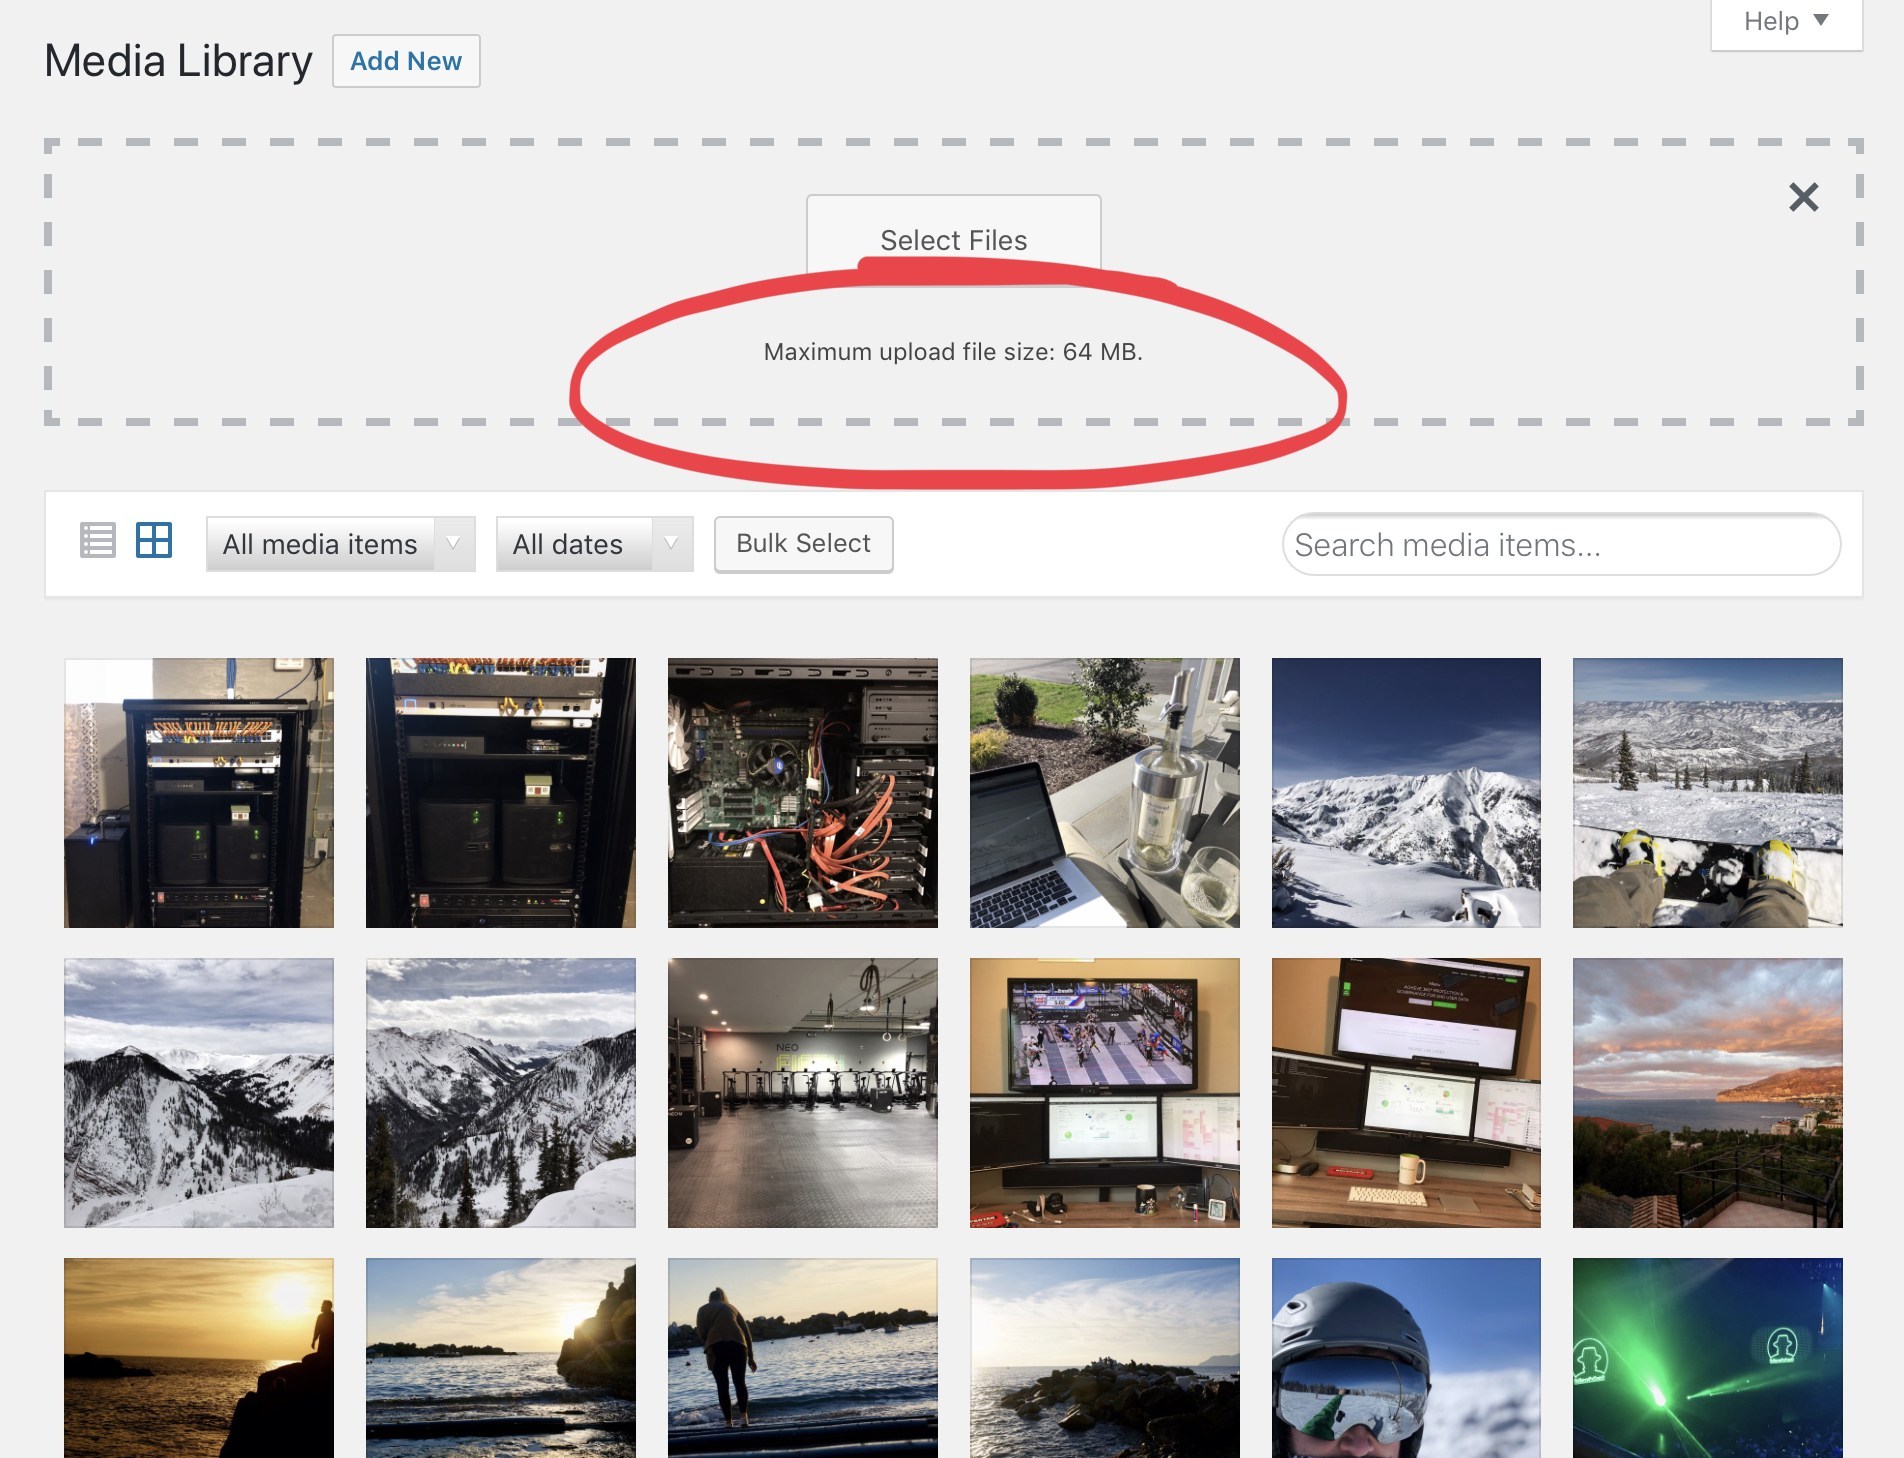 Help
Media Library
Add New
Select Files
Maximum upload file size: 64 MB.
All media items
All dates
Bulk Select
Search media items...
NEO